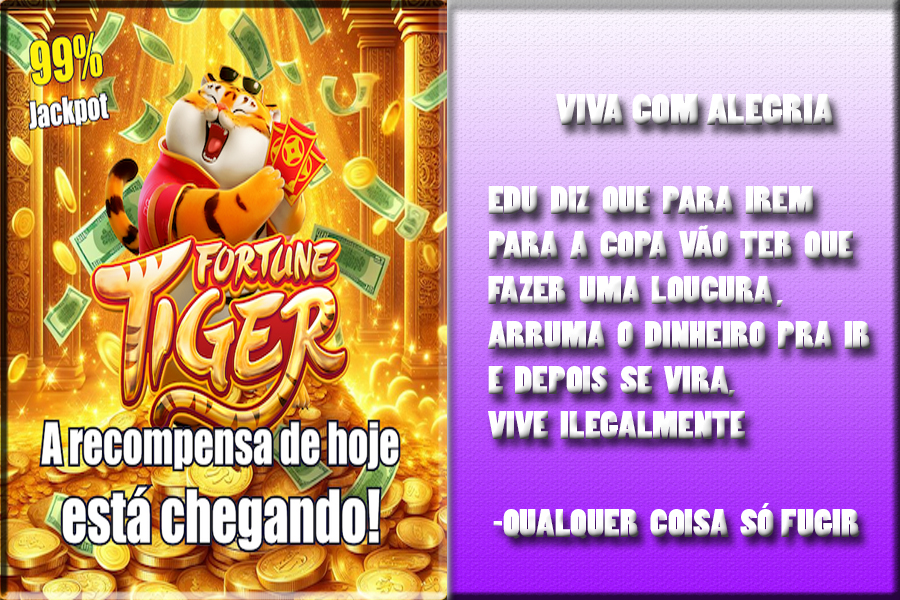 99%
Jackpot
FORTUNE
TIGER
A recompensa de hoje
está chegando!
VIVA COM ALEGRIA
EDU DIZ QUE PARA IREM
PARA A COPA VÃO TER QUE
FAZER UMA LOUCURA,
ARRUMA O DINHEIRO PRA IR
E DEPOIS SE VIRA.
VIVE ILEGALMENTE
-QUALQUER COISA SÓ FUGIR